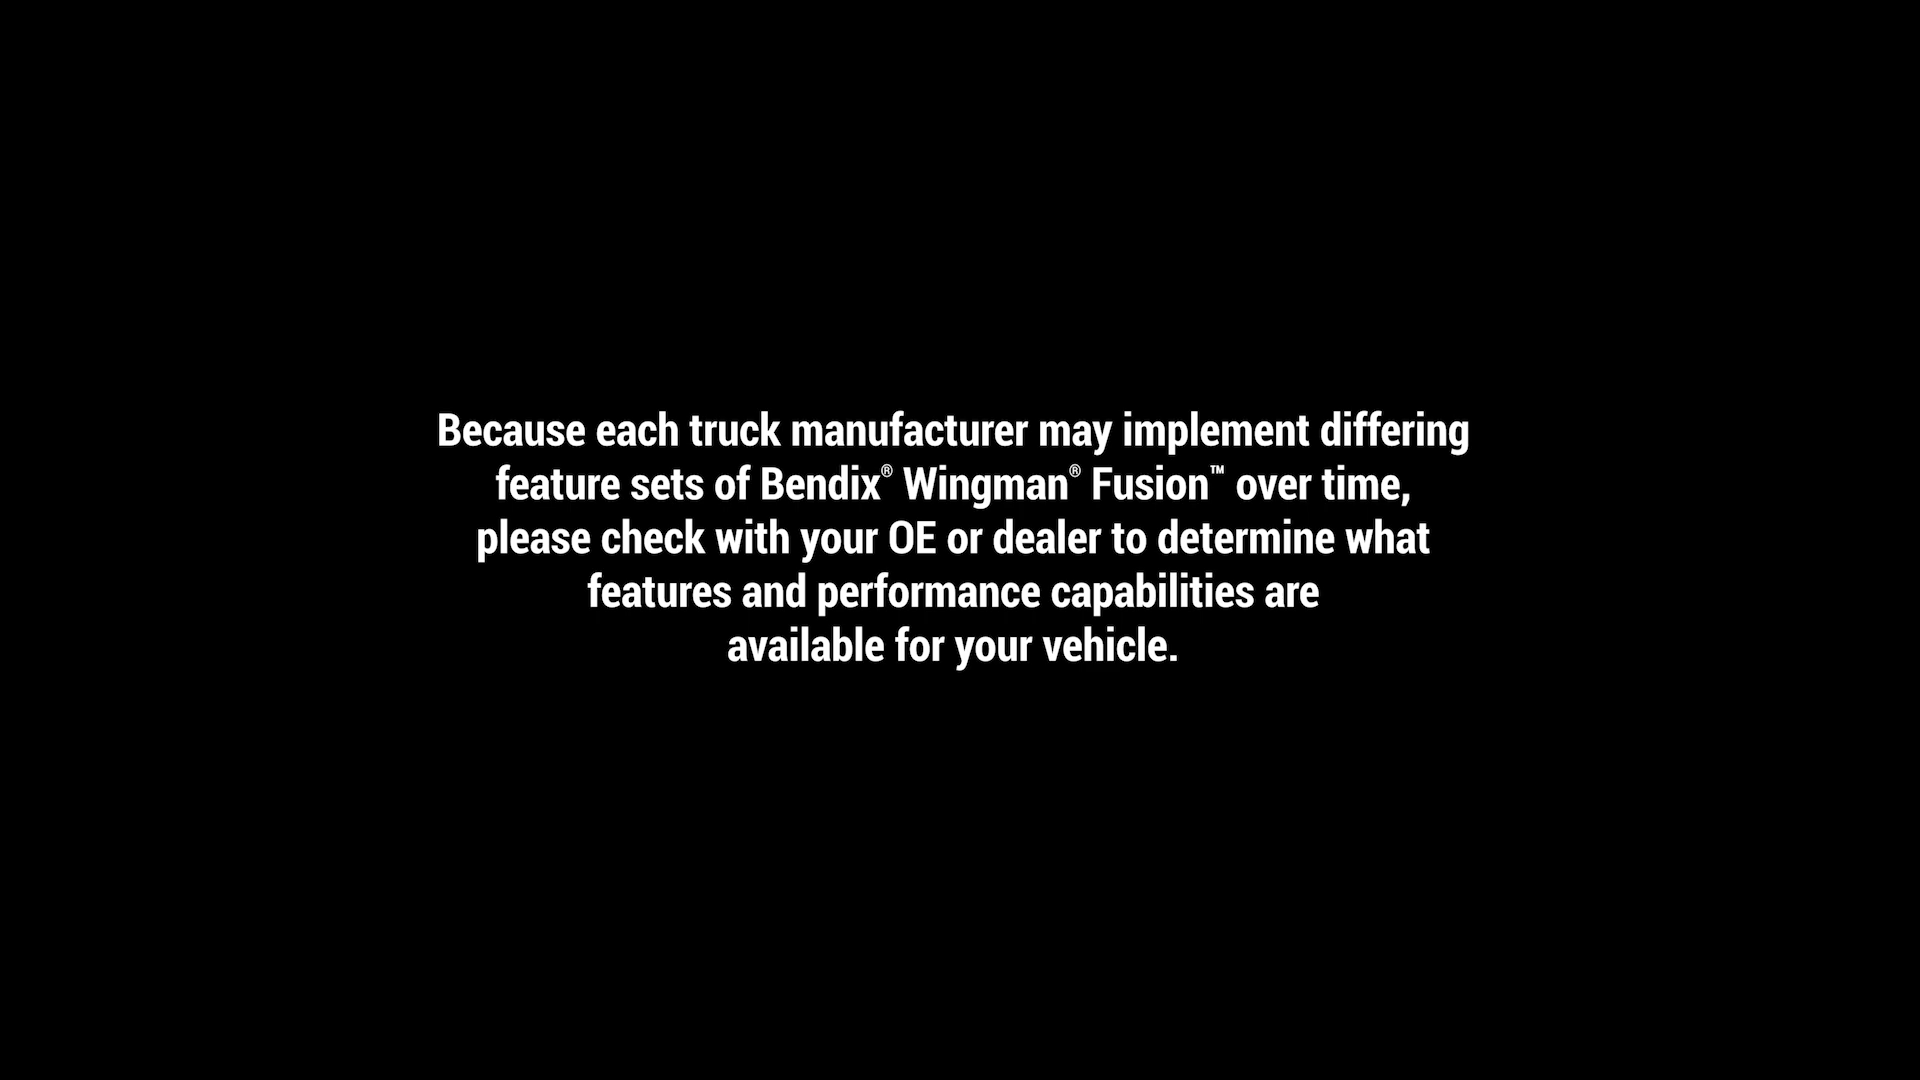 Because each truck manufacturer may implement differing
feature sets of Bendix® Wingman® Fusion™ over time,
please check with your OE or dealer to determine what
features and performance capabilities are
available for your vehicle.